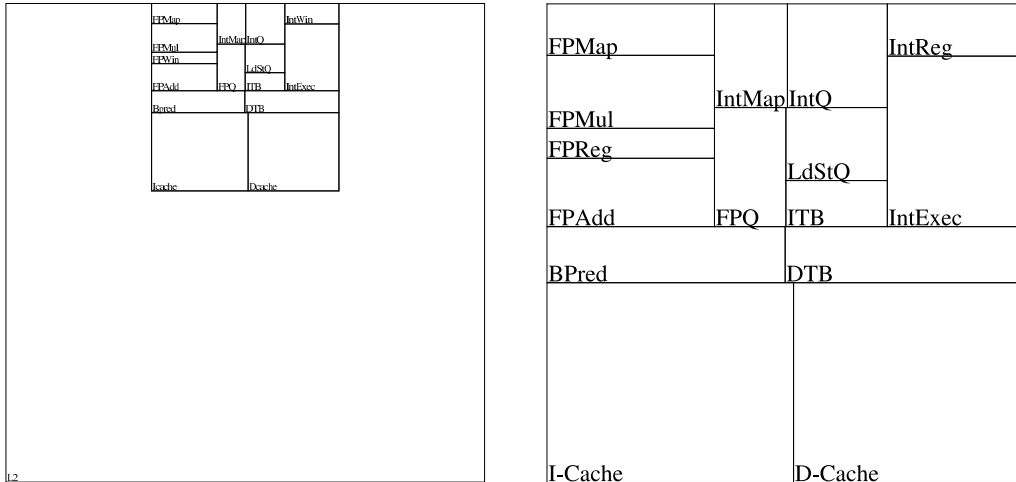 FPMap
IntWin
IntMap
IntQ
FPMul
FPWin
LdStQ
FPAdd
FPQ
ITB
IntExec
Bpred
DTB
Icache
Dcache
L2
FPMap
IntReg
IntMap
IntQ
FPMul
FPReg
LdStQ
FPAdd
FPQ
ITB
IntExec
BPred
DTB
I-Cache
D-Cache